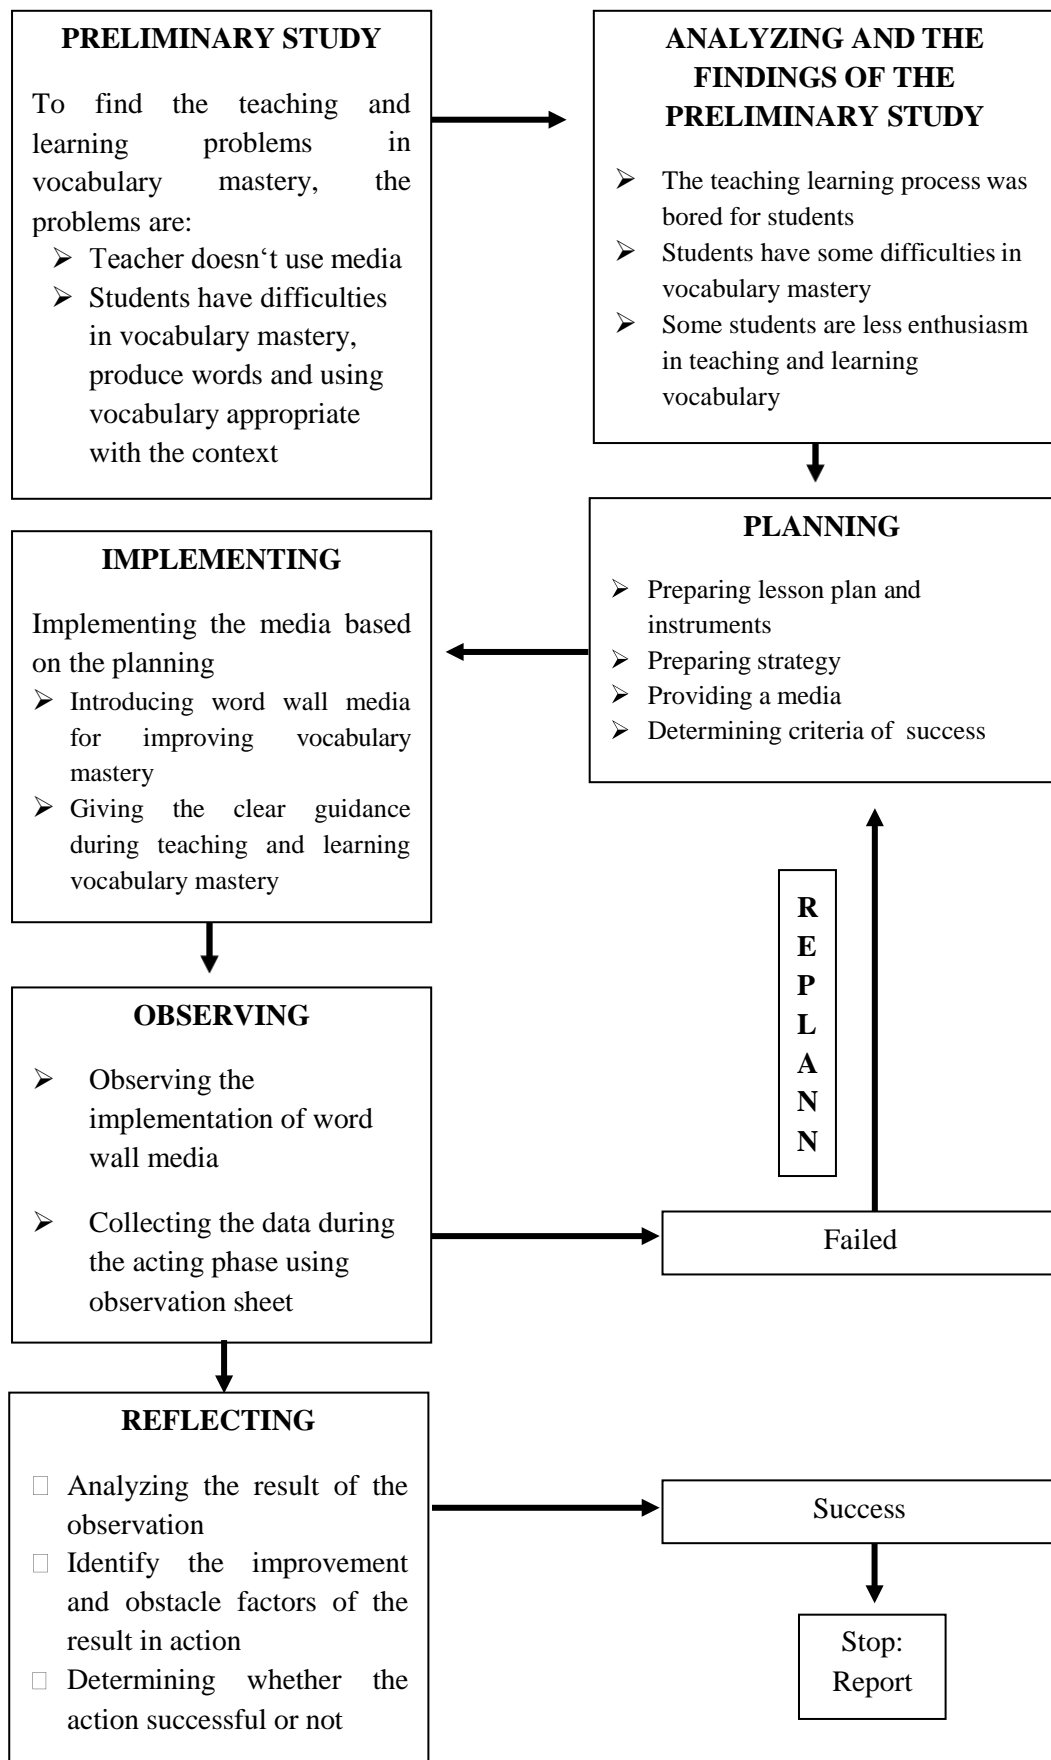 PRELIMINARY STUDY
To find the teaching and
learning problems in
vocabulary mastery, the
problems are:
➢ Teacher doesn‘t use media
➢ Students have difficulties
in vocabulary mastery,
produce words and using
vocabulary appropriate
with the context
ANALYZING AND THE
FINDINGS OF THE
PRELIMINARY STUDY
➢ The teaching learning process was
bored for students
➢ Students have some difficulties in
vocabulary mastery
➢ Some students are less enthusiasm
in teaching and learning
vocabulary
PLANNING
➢ Preparing lesson plan and
instruments
➢ Preparing strategy
➢ Providing a media
➢ Determining criteria of success
IMPLEMENTING
Implementing the media based
on the planning
➢ Introducing word wall media
for improving vocabulary
mastery
➢ Giving the clear guidance
during teaching and learning
vocabulary mastery
OBSERVING
➢ Observing the
implementation of word
wall media
➢ Collecting the data during
the acting phase using
observation sheet
R
E
P
L
A
N
N
Failed
REFLECTING
Analyzing the result of the
observation
Identify the improvement
and obstacle factors of the
result in action
Determining whether the
action successful or not
Success
Stop:
Report